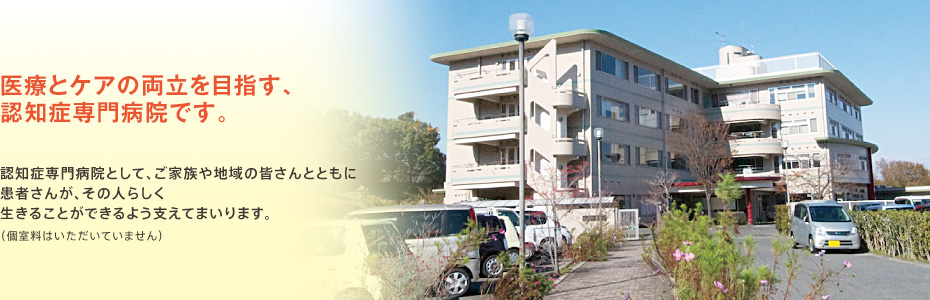 医療とケアの両立を目指す、
認知症専門病院です。
認知症専門病院として、ご家族や地域の皆さんとともに
患者さんが、その人らしく
生きることができるよう支えてまいります。
（個室料はいただいていません）